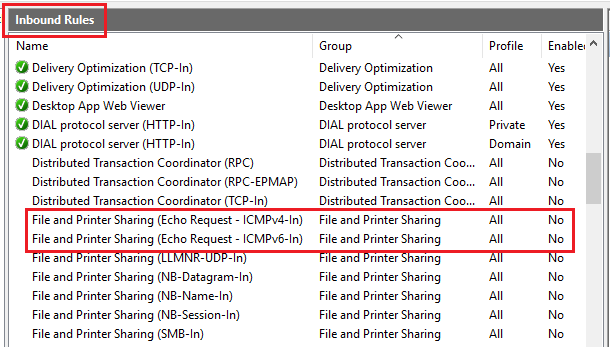 Inbound Rules
Name Group Profile Enabled
Delivery Optimization (TCP-In) Delivery Optimization All Yes
Delivery Optimization (UDP-In) Delivery Optimization All Yes
Desktop App Web Viewer Desktop App Web Viewer All Yes
DIAL protocol server (HTTP-In) DIAL protocol server Private Yes
DIAL protocol server (HTTP-In) DIAL protocol server Domain Yes
Distributed Transaction Coordinator (RPC) Distributed Transaction Coo... All No
Distributed Transaction Coordinator (RPC-EPMAP) Distributed Transaction Coo... All No
Distributed Transaction Coordinator (TCP-In) Distributed Transaction Coo... All No
File and Printer Sharing (Echo Request - ICMPv4-In) File and Printer Sharing All No
File and Printer Sharing (Echo Request - ICMPv6-In) File and Printer Sharing All No
File and Printer Sharing (LLMNR-UDP-In) File and Printer Sharing All No
File and Printer Sharing (NB-Datagram-In) File and Printer Sharing All No
File and Printer Sharing (NB-Name-In) File and Printer Sharing All No
File and Printer Sharing (NB-Session-In) File and Printer Sharing All No
File and Printer Sharing (SMB-In) File and Printer Sharing All No